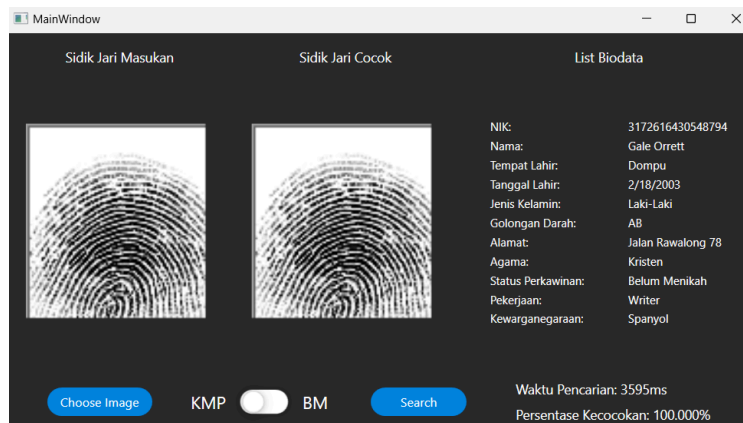 MainWindow
Sidik Jari Masukan
Sidik Jari Cocok
List Biodata
NIK: 3172616430548794
Nama: Gale Orrett
Tempat Lahir: Dompu
Tanggal Lahir: 2/18/2003
Jenis Kelamin: Laki-Laki
Golongan Darah: AB
Alamat: Jalan Rawalong 78
Agama: Kristen
Status Perkawinan: Belum Menikah
Pekerjaan: Writer
Kewarganegaraan: Spanyol
Choose Image
KMP
BM
Search
Waktu Pencarian: 3595ms
Persentase Kecocokan: 100.000%